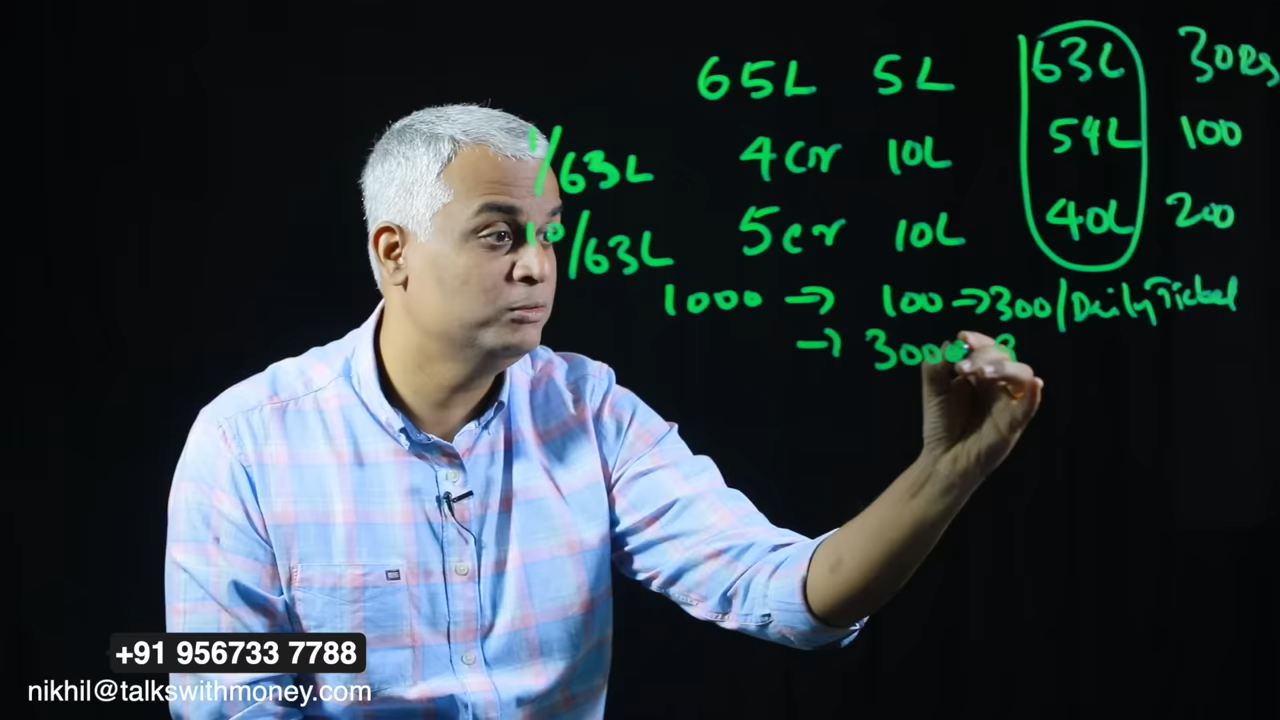 65L 5L 63L 30Rs
1/63L 4cr 10L 54L 100
10/63L 5cr 10L 40L 200
1000 → 100 → 300/Daily Ticket
→ 3000
+91 956733 7788
nikhil@talkswithmoney.com